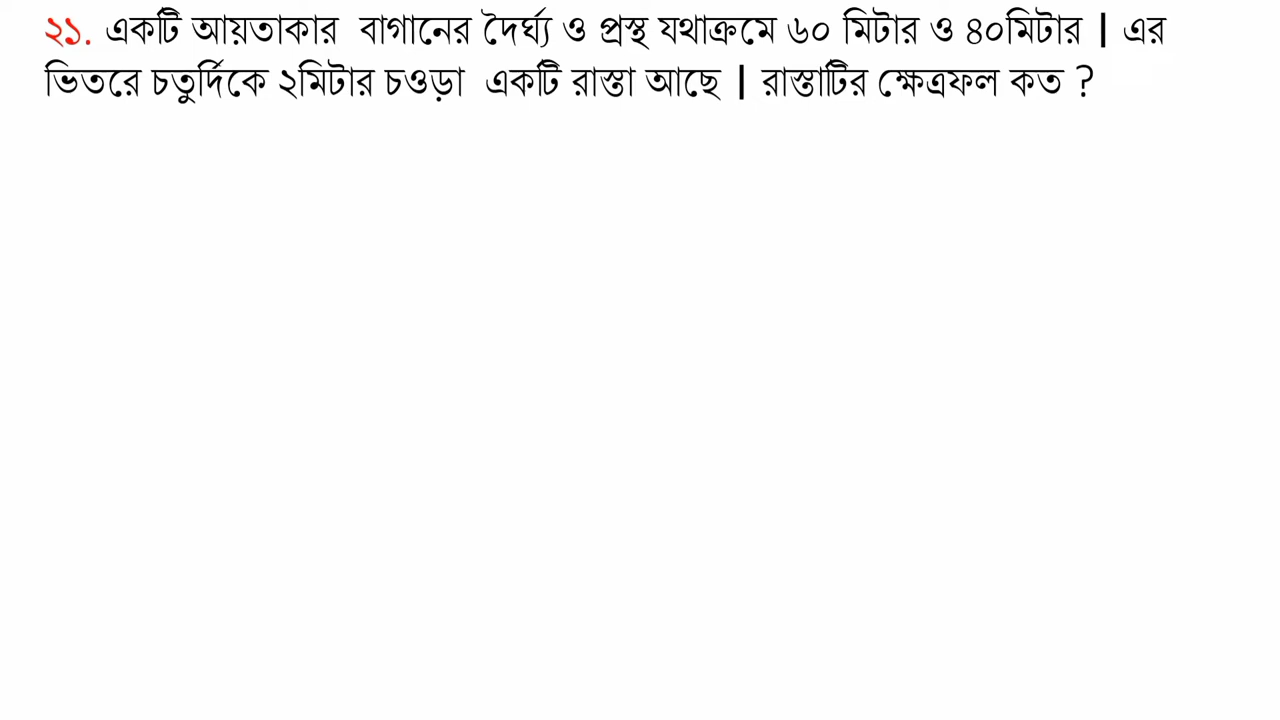 ২১. একটি আয়তাকার বাগানের দৈর্ঘ্য ও প্রস্থ যথাক্রমে ৬০ মিটার ও ৪০মিটার | এর
ভিতরে চতুর্দিকে ২মিটার চওড়া একটি রাস্তা আছে | রাস্তাটির ক্ষেত্রফল কত ?